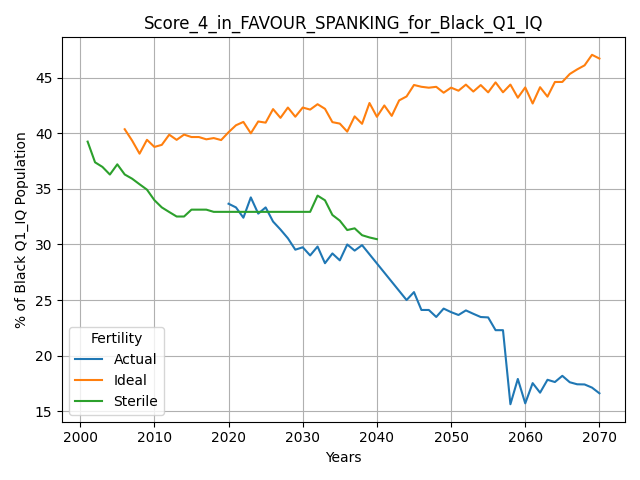 Score_4_in_FAVOUR_SPANKING_for_Black_Q1_IQ
% of Black Q1_IQ Population
45
40
35
30
25
20
15
Fertility
Actual
Ideal
Sterile
2000 2010 2020 2030 2040 2050 2060 2070
Years